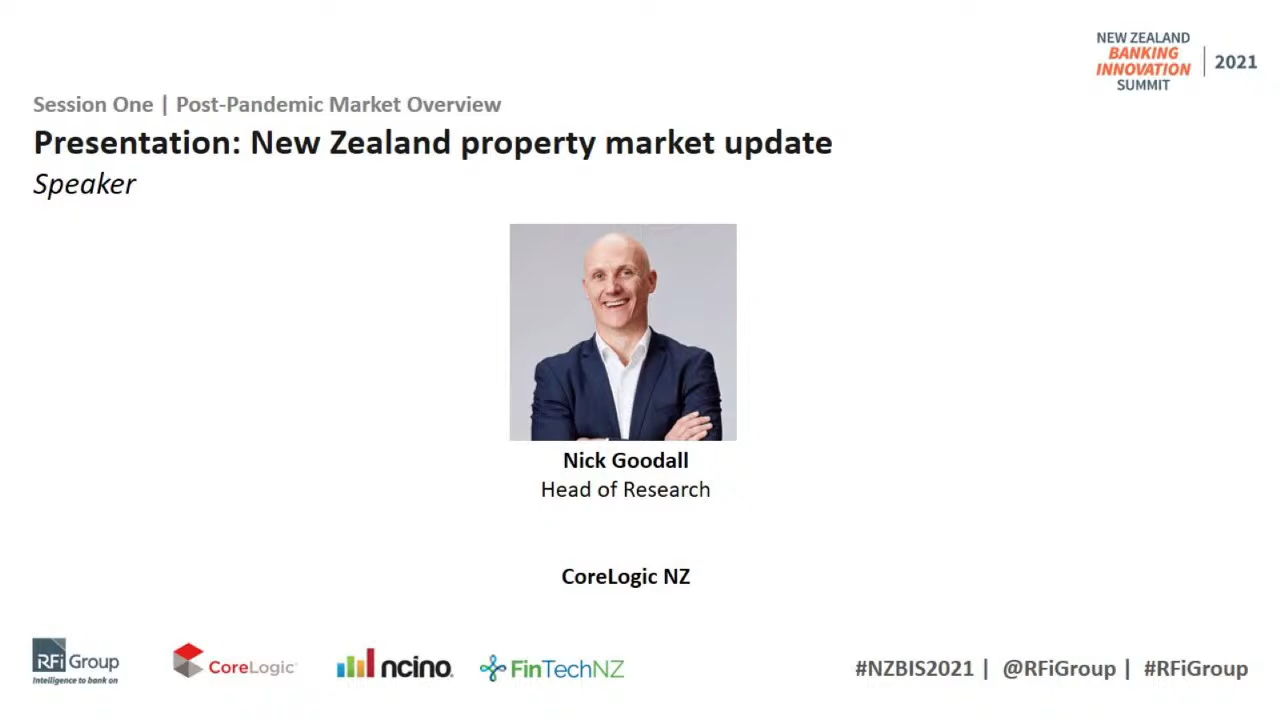 NEW ZEALAND
BANKING
INNOVATION
SUMMIT
2021
Session One | Post-Pandemic Market Overview
Presentation: New Zealand property market update
Speaker
Nick Goodall
Head of Research
CoreLogic NZ
RFi Group
Intelligence to bank on
CoreLogic
ncino.
FinTechNZ
#NZBIS2021 | @RFiGroup | #RFiGroup